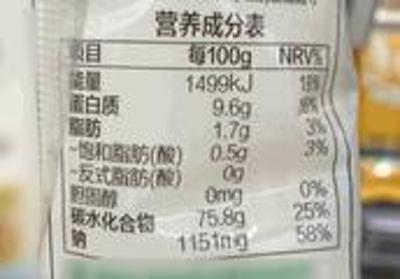 营养成分表
项目 每100g NRV%
能量 1499kJ 18%
蛋白质 9.6g
脂肪 1.7g 3%
-饱和脂肪(酸) 0.5g 3%
-反式脂肪(酸) 0g
胆固醇 0mg 0%
碳水化合物 75.8g 25%
钠 1151mg 58%